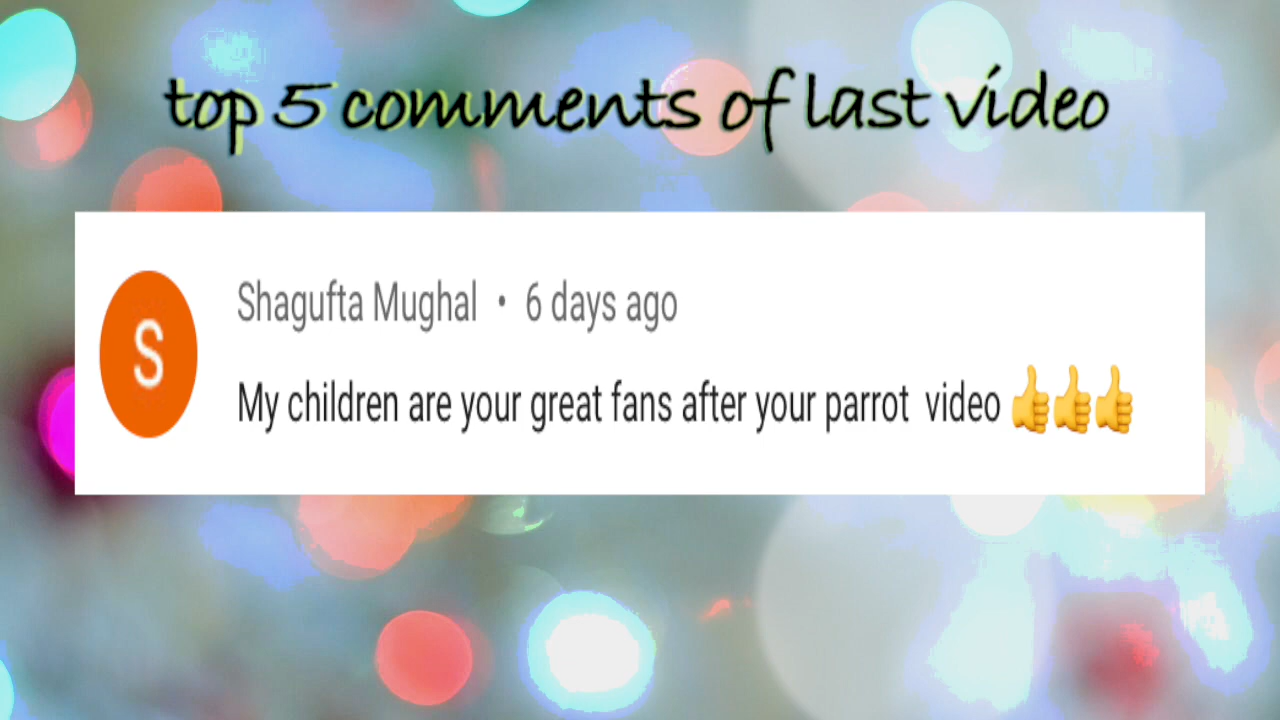 top 5 comments of last video
S
Shagufta Mughal • 6 days ago
My children are your great fans after your parrot video 👍👍👍